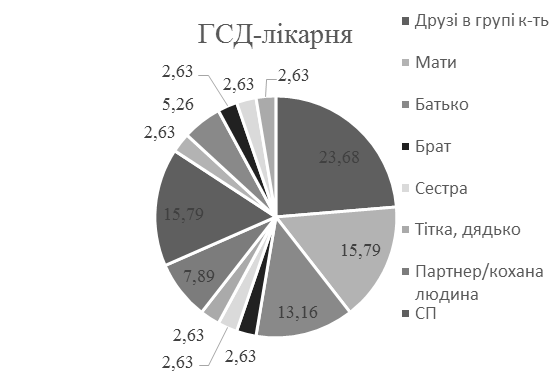 ГСД-лікарня
Друзі в групі к-ть
Мати
Батько
Брат
Сестра
Тітка, дядько
Партнер/кохана
людина
СП
2,63
2,63
2,63
5,26
2,63
23,68
15,79
15,79
7,89
13,16
2,63
2,63
2,63